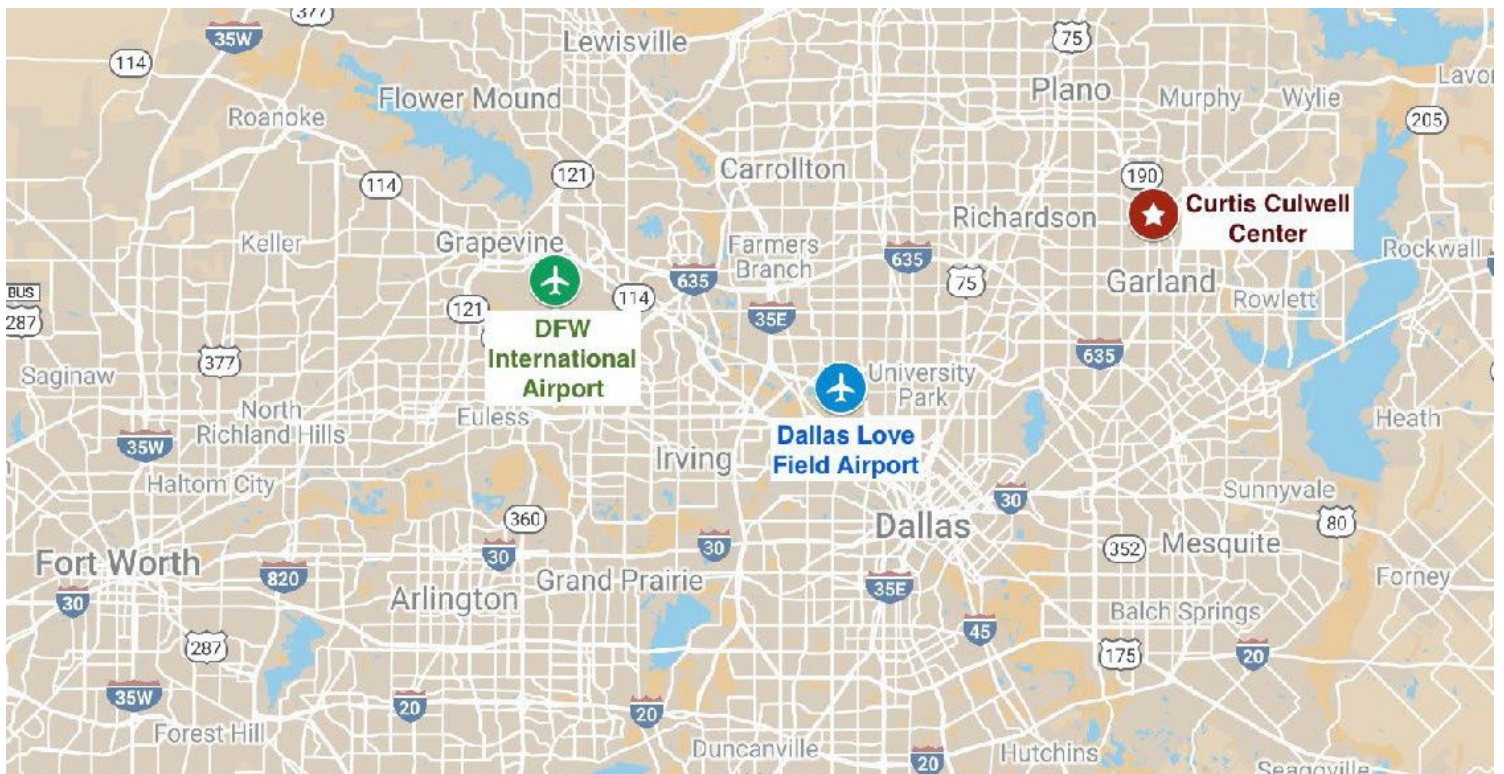 377
35W
Lewisville
75
114
Plano
Lavon
Flower Mound
Murphy
Wylie
Roanoke
205
Carrollton
121
190
114
Curtis Culwell
Center
Richardson
Keller
Grapevine
Farmers
Branch
635
Rockwall
635
75
Garland
BUS
287
121
114
Rowlett
35E
DFW
International
Airport
377
635
Saginaw
University
Park
North
Richland Hills
Euless
Heath
35W
Dallas Love
Field Airport
Irving
Haltom City
30
Sunnyvale
360
Dallas
80
Fort Worth
30
30
352
Mesquite
820
Grand Prairie
35E
Forney
30
Arlington
Balch Springs
287
45
175
20
35W
20
20
Forest Hill
Duncanville
20
Hutchins
Seagoville